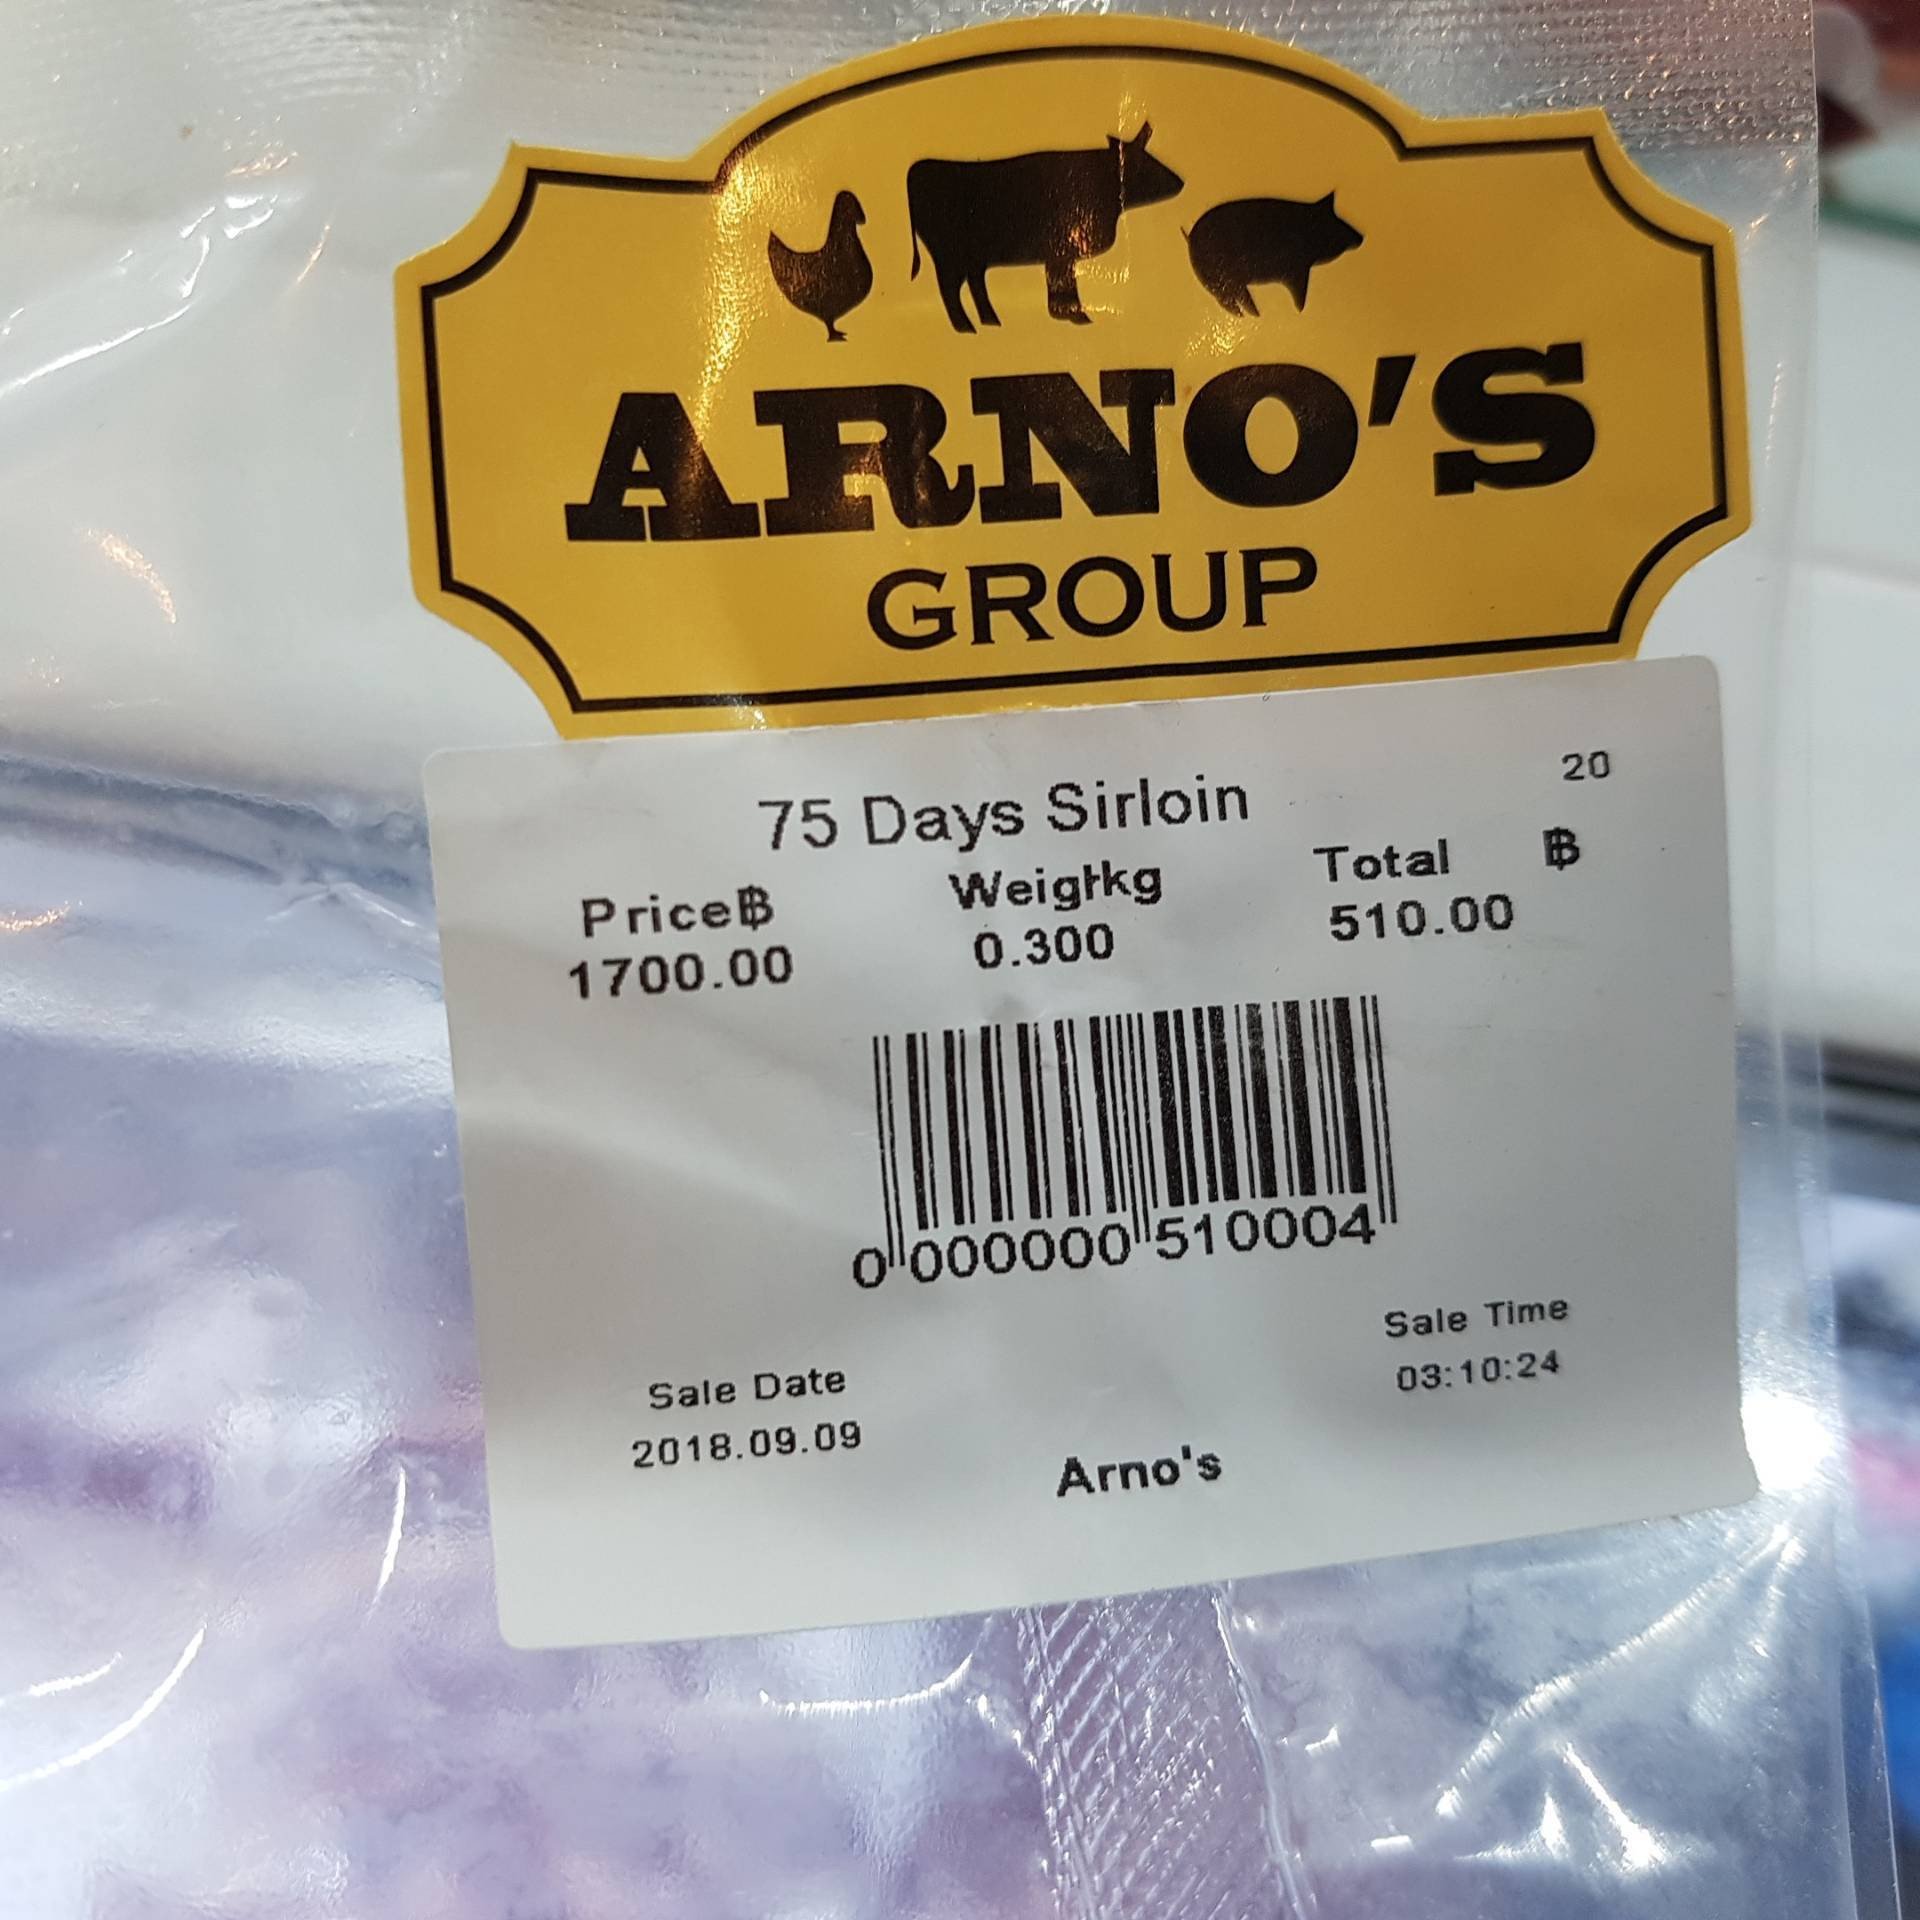 ARNO'S
GROUP
20
75 Days Sirloin
Price฿ Weighkg Total ฿
1700.00 0.300 510.00
0 000000 510004
Sale Date Sale Time
2018.09.09 03:10:24
Arno's